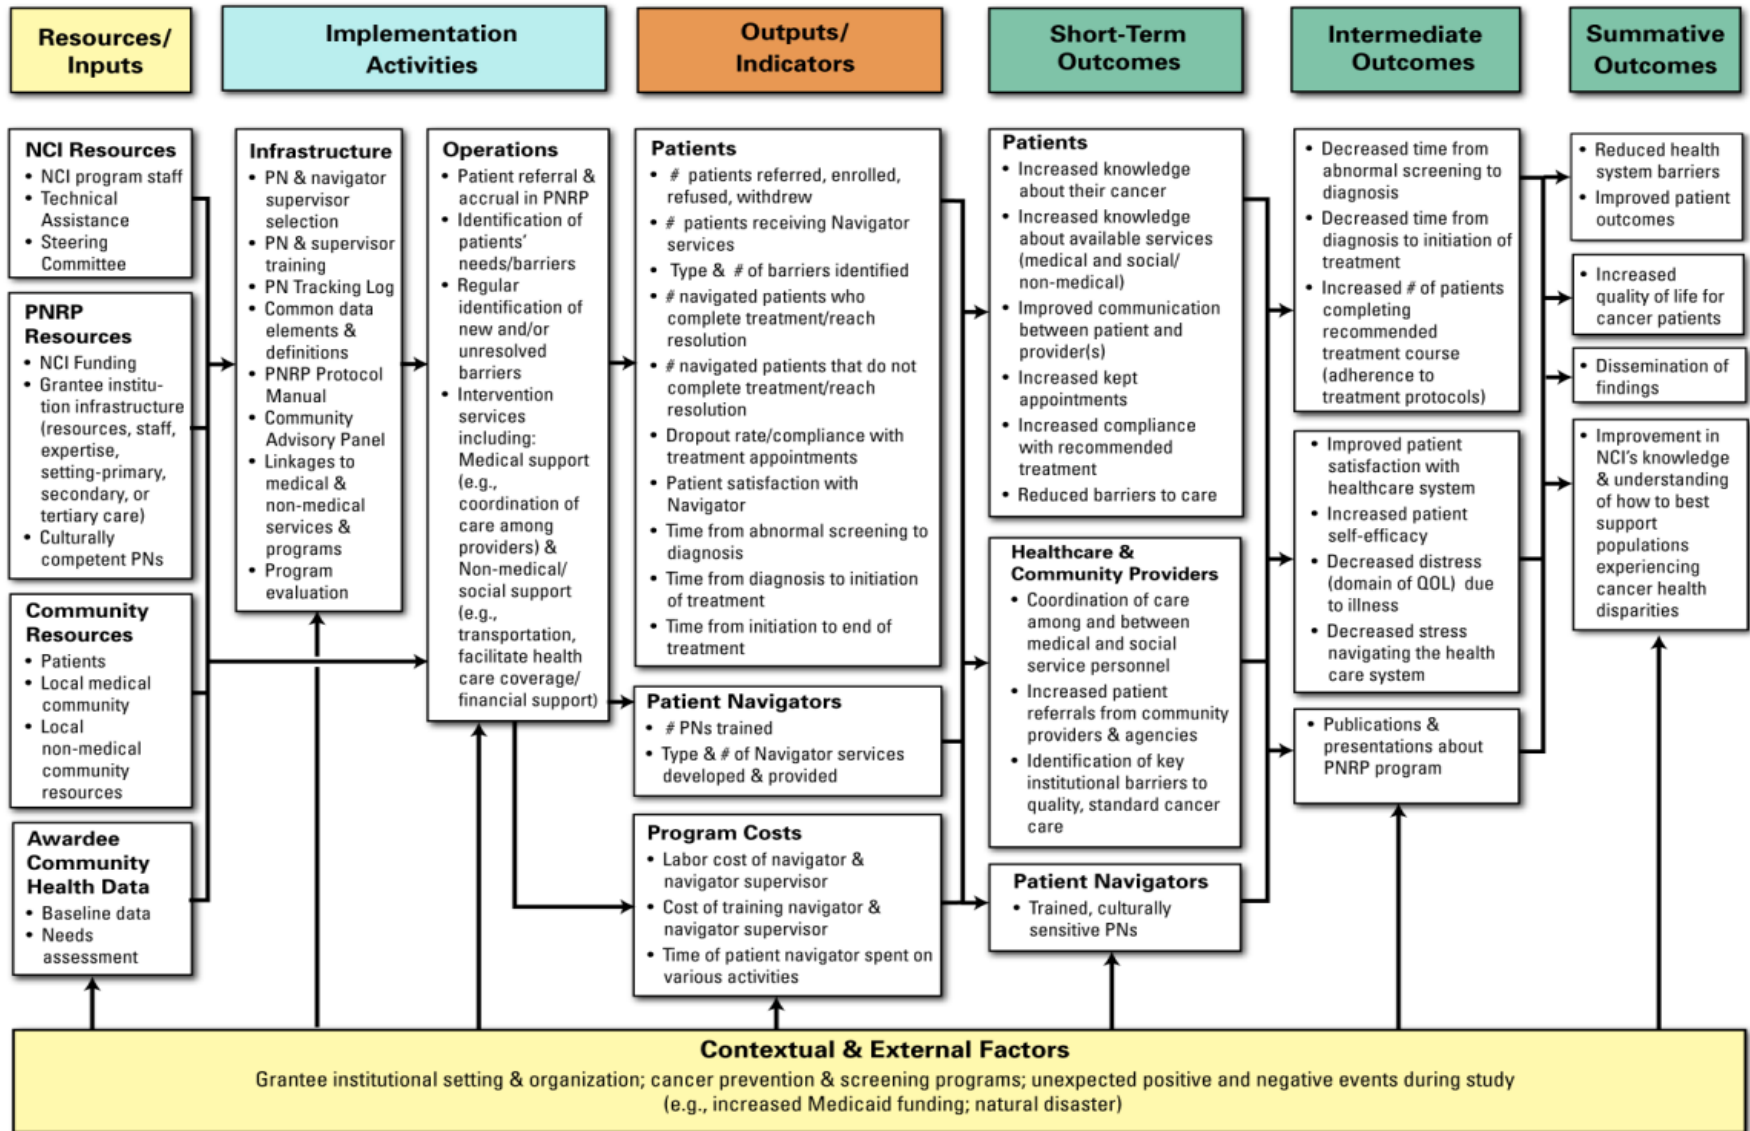 Resources/
Inputs
Implementation
Activities
Outputs/
Indicators
Short-Term
Outcomes
Intermediate
Outcomes
Summative
Outcomes
NCI Resources
• NCI program staff
• Technical
Assistance
• Steering
Committee
PNRP
Resources
• NCI Funding
• Grantee institu-
tion infrastructure
(resources, staff,
expertise,
setting-primary,
secondary, or
tertiary care)
• Culturally
competent PNs
Community
Resources
• Patients
• Local medical
community
• Local
non-medical
community
resources
Awardee
Community
Health Data
• Baseline data
• Needs
assessment
Infrastructure
• PN & navigator
supervisor
selection
• PN & supervisor
training
• PN Tracking Log
• Common data
elements &
definitions
• PNRP Protocol
Manual
• Community
Advisory Panel
• Linkages to
medical &
non-medical
services &
programs
• Program
evaluation
Operations
• Patient referral &
accrual in PNRP
• Identification of
patients'
needs/barriers
• Regular
identification of
new and/or
unresolved
barriers
• Intervention
services
including:
Medical support
(e.g.,
coordination of
care among
providers) &
Non-medical/
social support
(e.g.,
transportation,
facilitate health
care coverage/
financial support)
Patients
• # patients referred, enrolled,
refused, withdrew
• # patients receiving Navigator
services
• Type & # of barriers identified
• # navigated patients who
complete treatment/reach
resolution
• # navigated patients that do not
complete treatment/reach
resolution
• Dropout rate/compliance with
treatment appointments
• Patient satisfaction with
Navigator
• Time from abnormal screening to
diagnosis
• Time from diagnosis to initiation
of treatment
• Time from initiation to end of
treatment
Patient Navigators
• # PNs trained
• Type & # of Navigator services
developed & provided
Program Costs
• Labor cost of navigator &
navigator supervisor
• Cost of training navigator &
navigator supervisor
• Time of patient navigator spent on
various activities
Patients
• Increased knowledge
about their cancer
• Increased knowledge
about available services
(medical and social/
non-medical)
• Improved communication
between patient and
provider(s)
• Increased kept
appointments
• Increased compliance
with recommended
treatment
• Reduced barriers to care
Healthcare &
Community Providers
• Coordination of care
among and between
medical and social
service personnel
• Increased patient
referrals from community
providers & agencies
• Identification of key
institutional barriers to
quality, standard cancer
care
Patient Navigators
• Trained, culturally
sensitive PNs
• Decreased time from
abnormal screening to
diagnosis
• Decreased time from
diagnosis to initiation of
treatment
• Increased # of patients
completing
recommended
treatment course
(adherence to
treatment protocols)
• Improved patient
satisfaction with
healthcare system
• Increased patient
self-efficacy
• Decreased distress
(domain of QOL) due
to illness
• Decreased stress
navigating the health
care system
• Publications &
presentations about
PNRP program
• Reduced health
system barriers
• Improved patient
outcomes
• Increased
quality of life for
cancer patients
• Dissemination of
findings
• Improvement in
NCI's knowledge
& understanding
of how to best
support
populations
experiencing
cancer health
disparities
Contextual & External Factors
Grantee institutional setting & organization; cancer prevention & screening programs; unexpected positive and negative events during study
(e.g., increased Medicaid funding; natural disaster)